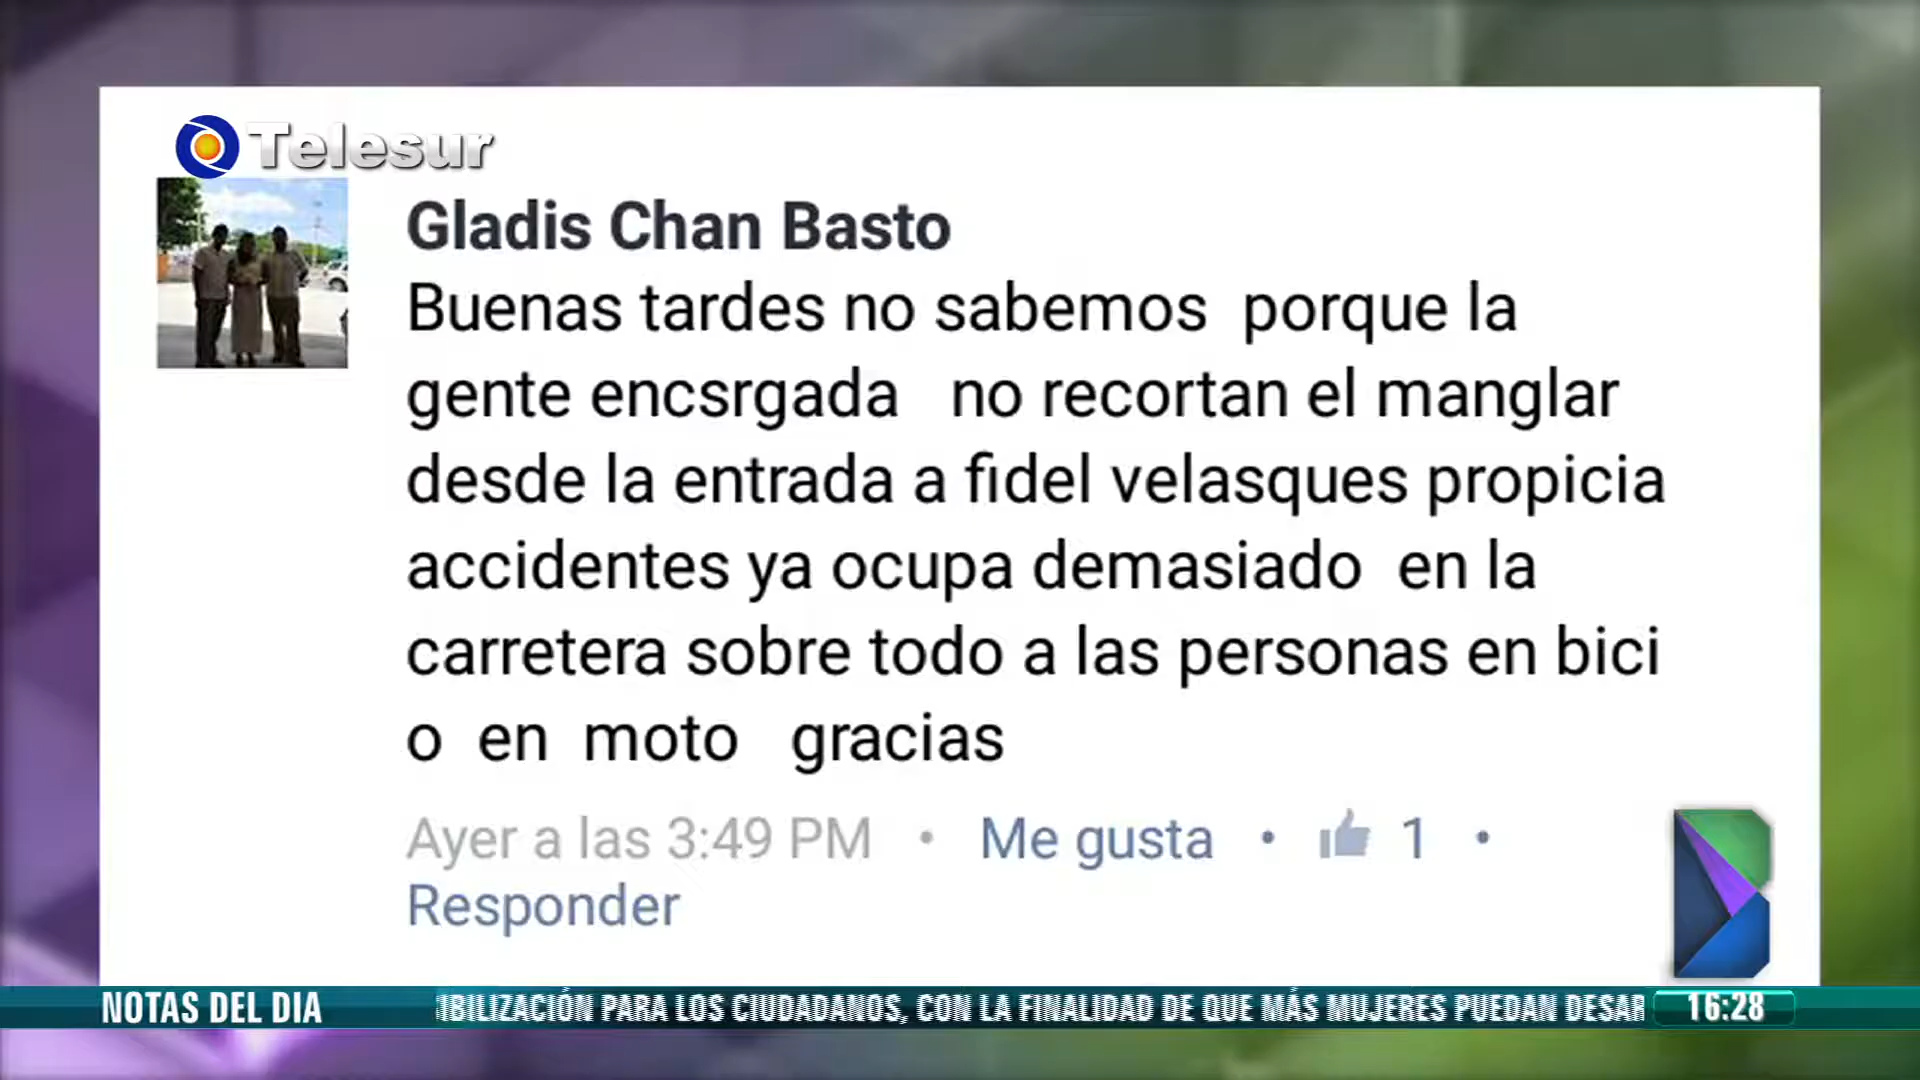 Telesur
Gladis Chan Basto
Buenas tardes no sabemos porque la
gente encsrgada no recortan el manglar
desde la entrada a fidel velasques propicia
accidentes ya ocupa demasiado en la
carretera sobre todo a las personas en bici
o en moto gracias
Ayer a las 3:49 PM • Me gusta • 1 •
Responder
NOTAS DEL DIA
IBILIZACIÓN PARA LOS CIUDADANOS, CON LA FINALIDAD DE QUE MÁS MUJERES PUEDAN DESAR
16:28